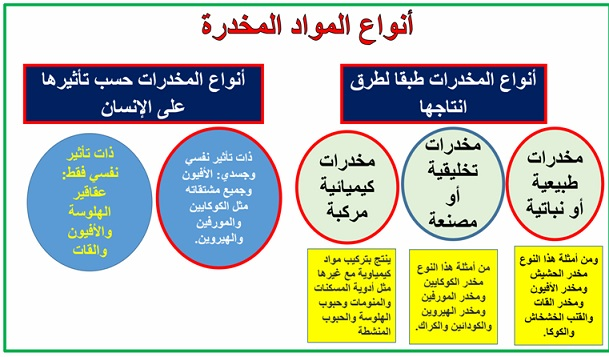 أنواع المواد المخدرة
أنواع المخدرات طبقا لطرق
انتاجها
أنواع المخدرات حسب تأثيرها
على الإنسان
مخدرات
طبيعية
أو نباتية
مخدرات
تخليقية
أو
مصنعة
مخدرات
كيميائية
مركبة
ذات تأثير نفسي
وجسدي: الأفيون
وجميع مشتقاته
مثل الكوكايين
والمورفين
والهيروين.
ذات تأثير
نفسي فقط:
عقاقير
الهلوسة
والأفيون
والقات
ومن أمثلة هذا النوع
مخدر الحشيش
ومخدر الأفيون
ومخدر القات
والقنب الخشخاش
والكوكا.
من أمثلة هذا النوع
مخدر الكوكايين
ومخدر المورفين
ومخدر الهيروين
والكودائين والكراك.
ينتج بتركيب مواد
كيماوية مع غيرها
مثل أدوية المسكنات
والمنومات وحبوب
الهلوسة والحبوب
المنشطة